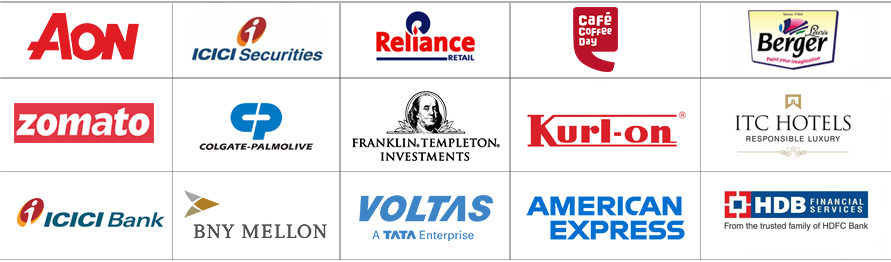 AON
ICICI Securities
Reliance
RETAIL
Café
Coffee
Day
Since 1760
Lewis
Berger
Paint your imagination
zomato
COLGATE-PALMOLIVE
FRANKLIN® TEMPLETON®
INVESTMENTS
Kurl-on®
ITC HOTELS
RESPONSIBLE LUXURY
ICICI Bank
BNY MELLON
VOLTAS
A TATA Enterprise
AMERICAN
EXPRESS
HDB FINANCIAL
SERVICES
From the trusted family of HDFC Bank